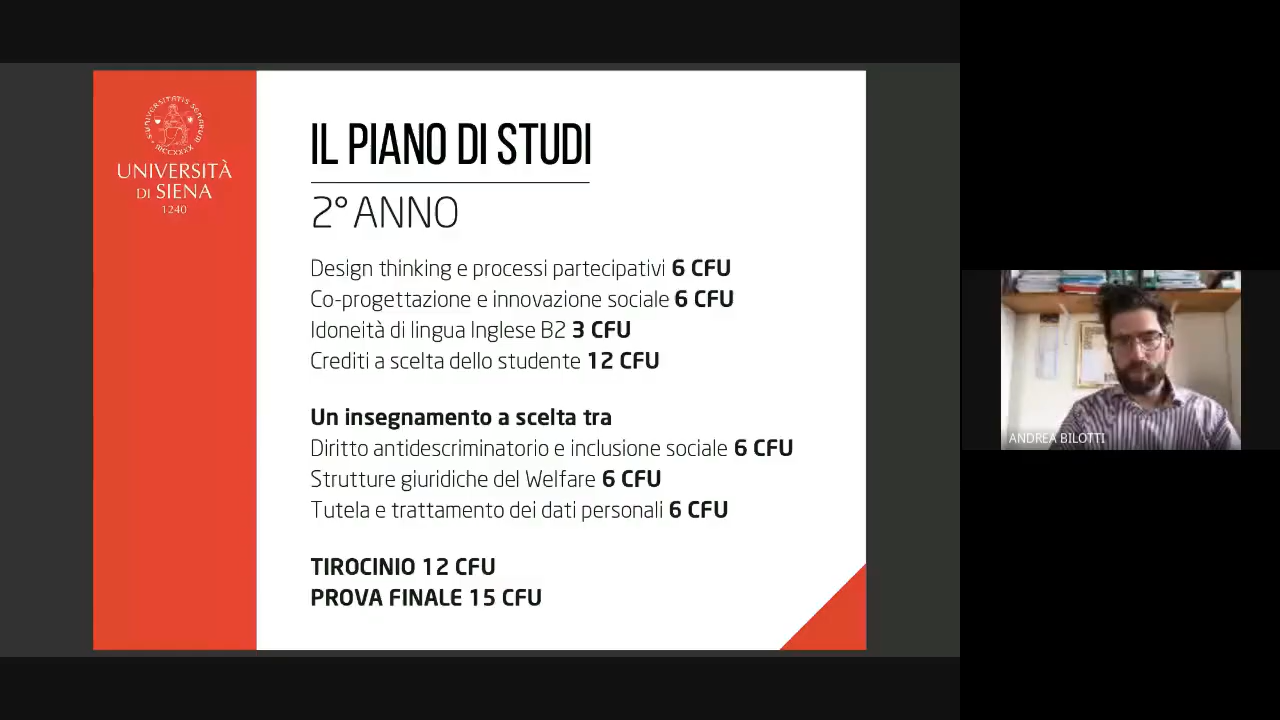 UNIVERSITÀ
DI SIENA
1240
IL PIANO DI STUDI
2° ANNO
Design thinking e processi partecipativi 6 CFU
Co-progettazione e innovazione sociale 6 CFU
Idoneità di lingua Inglese B2 3 CFU
Crediti a scelta dello studente 12 CFU
Un insegnamento a scelta tra
Diritto antidescriminatorio e inclusione sociale 6 CFU
Strutture giuridiche del Welfare 6 CFU
Tutela e trattamento dei dati personali 6 CFU
TIROCINIO 12 CFU
PROVA FINALE 15 CFU
ANDREA BILOTTI